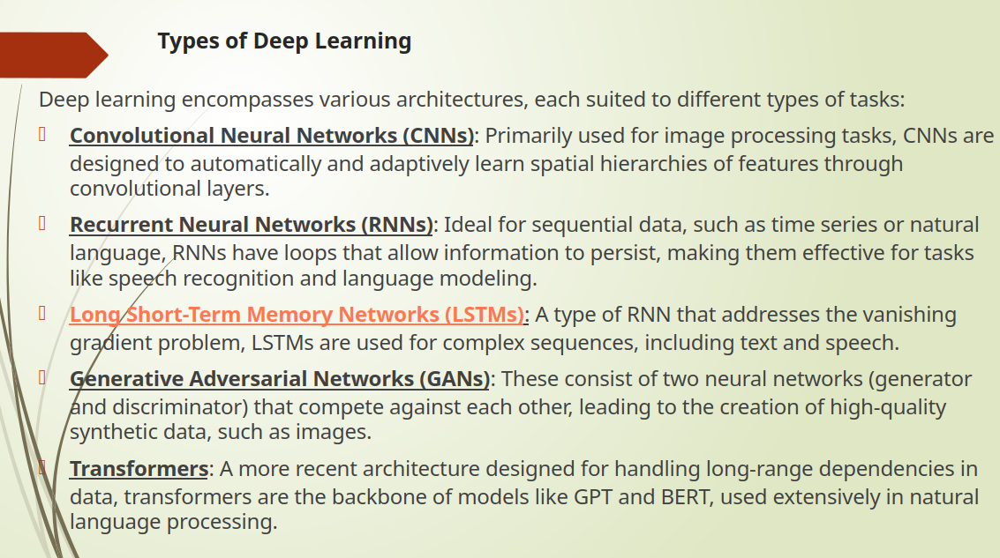 Types of Deep Learning
Deep learning encompasses various architectures, each suited to different types of tasks:
Convolutional Neural Networks (CNNs): Primarily used for image processing tasks, CNNs are
designed to automatically and adaptively learn spatial hierarchies of features through
convolutional layers.
Recurrent Neural Networks (RNNs): Ideal for sequential data, such as time series or natural
language, RNNs have loops that allow information to persist, making them effective for tasks
like speech recognition and language modeling.
Long Short-Term Memory Networks (LSTMs): A type of RNN that addresses the vanishing
gradient problem, LSTMs are used for complex sequences, including text and speech.
Generative Adversarial Networks (GANs): These consist of two neural networks (generator
and discriminator) that compete against each other, leading to the creation of high-quality
synthetic data, such as images.
Transformers: A more recent architecture designed for handling long-range dependencies in
data, transformers are the backbone of models like GPT and BERT, used extensively in natural
language processing.